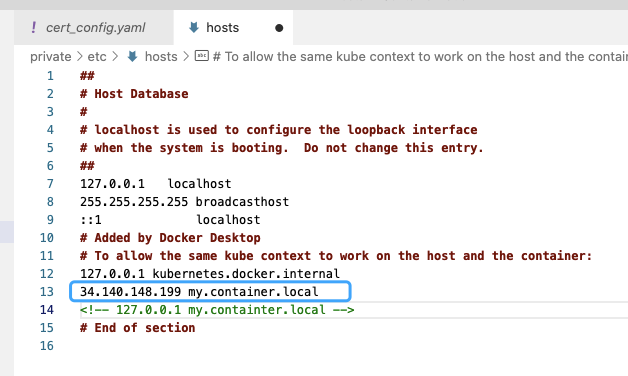 ! cert_config.yaml hosts
private > etc > hosts > abc # To allow the same kube context to work on the host and the contain
1 ##
2 # Host Database
3 #
4 # localhost is used to configure the loopback interface
5 # when the system is booting.  Do not change this entry.
6 ##
7 127.0.0.1   localhost
8 255.255.255.255 broadcasthost
9 ::1             localhost
10 # Added by Docker Desktop
11 # To allow the same kube context to work on the host and the container:
12 127.0.0.1 kubernetes.docker.internal
13 34.140.148.199 my.container.local
14 <!-- 127.0.0.1 my.containter.local -->
15 # End of section
16